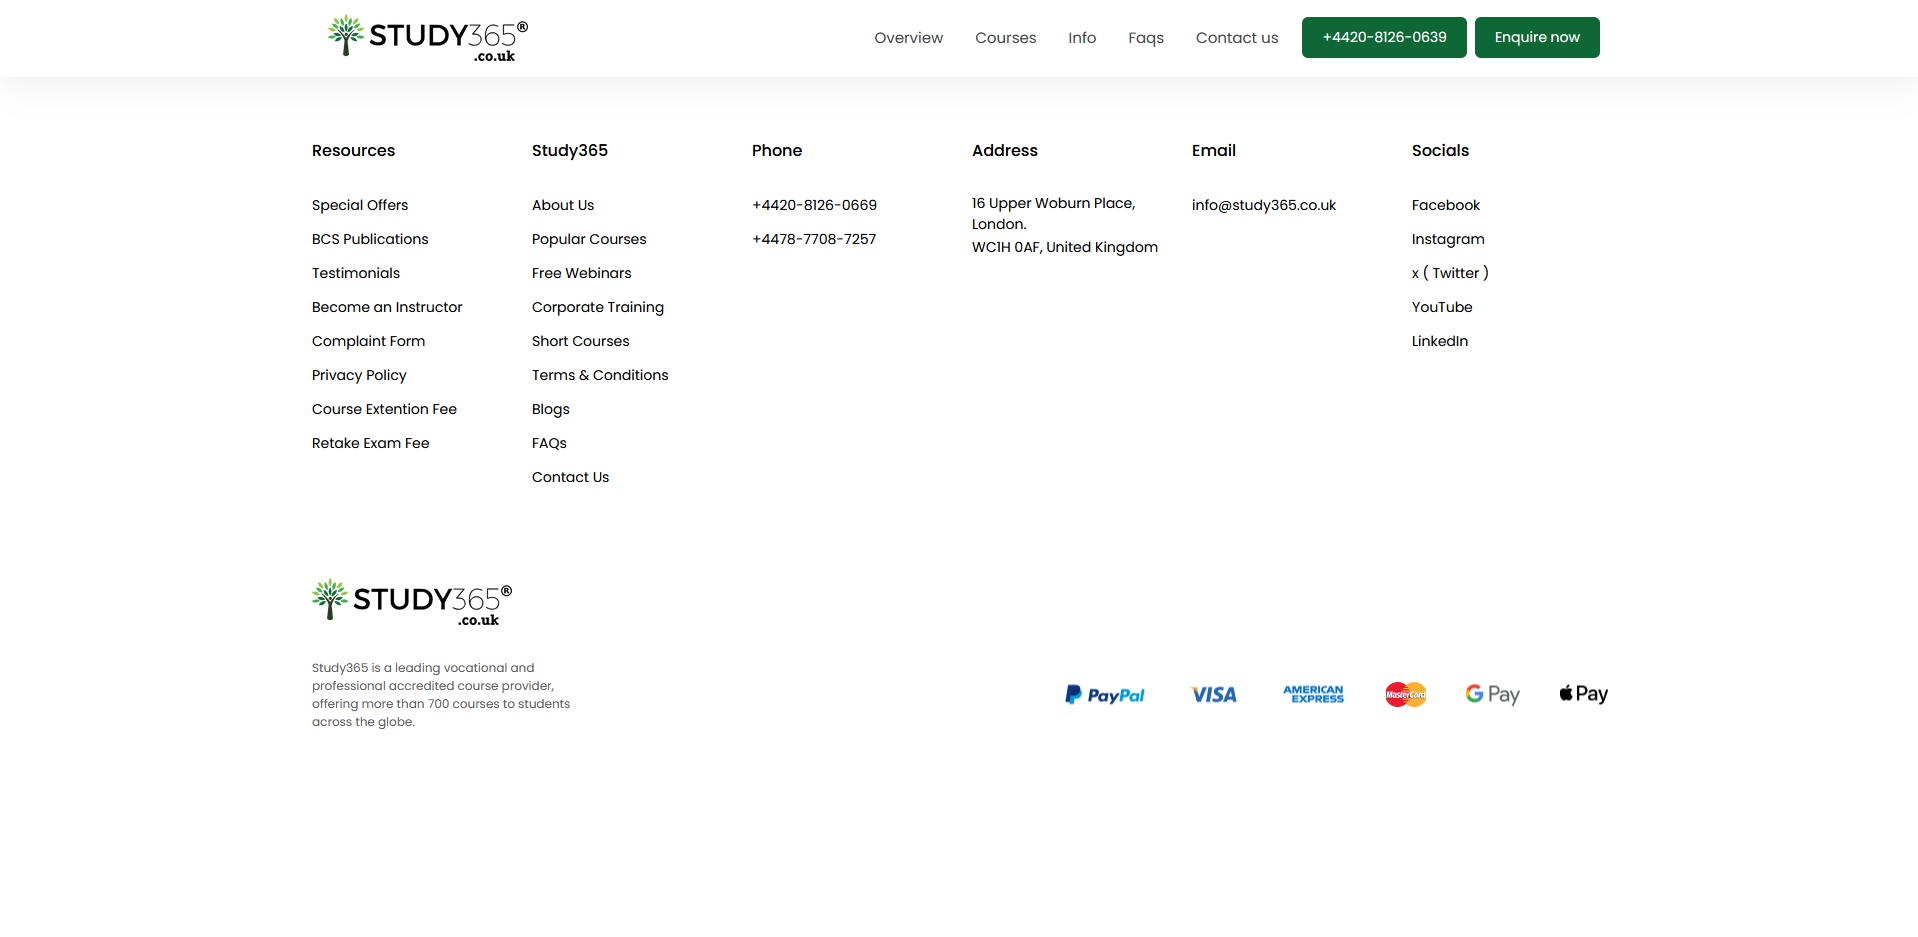 STUDY365®
.co.uk
Overview
Courses
Info
Faqs
Contact us
+4420-8126-0639
Enquire now
Resources
Special Offers
BCS Publications
Testimonials
Become an Instructor
Complaint Form
Privacy Policy
Course Extention Fee
Retake Exam Fee
Study365
About Us
Popular Courses
Free Webinars
Corporate Training
Short Courses
Terms & Conditions
Blogs
FAQs
Contact Us
Phone
+4420-8126-0669
+4478-7708-7257
Address
16 Upper Woburn Place,
London.
WC1H 0AF, United Kingdom
Email
info@study365.co.uk
Socials
Facebook
Instagram
x ( Twitter )
YouTube
LinkedIn
STUDY365®
.co.uk
Study365 is a leading vocational and
professional accredited course provider,
offering more than 700 courses to students
across the globe.
PayPal
VISA
AMERICAN
EXPRESS
MasterCard
G Pay
Pay